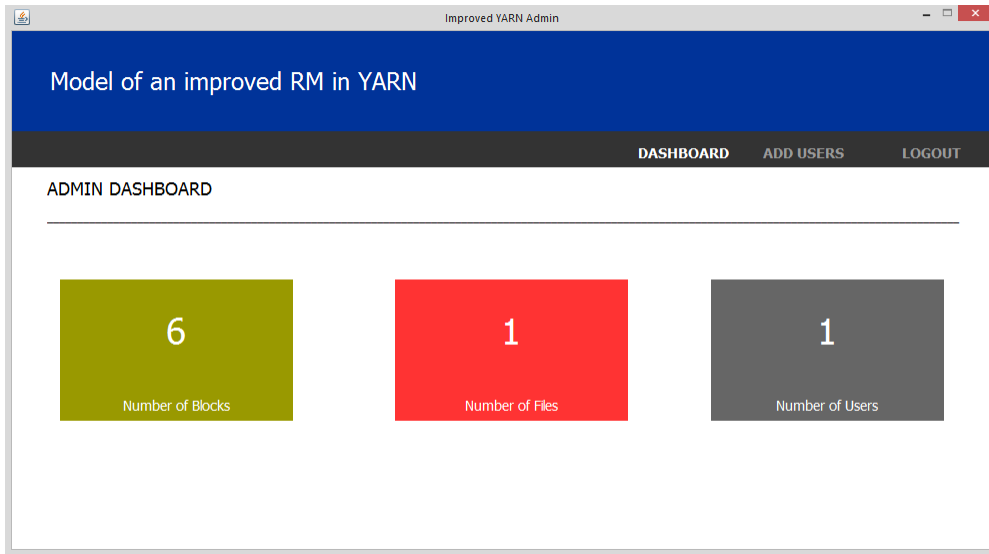 Improved YARN Admin
Model of an improved RM in YARN
DASHBOARD ADD USERS LOGOUT
ADMIN DASHBOARD
6 1 1
Number of Blocks Number of Files Number of Users